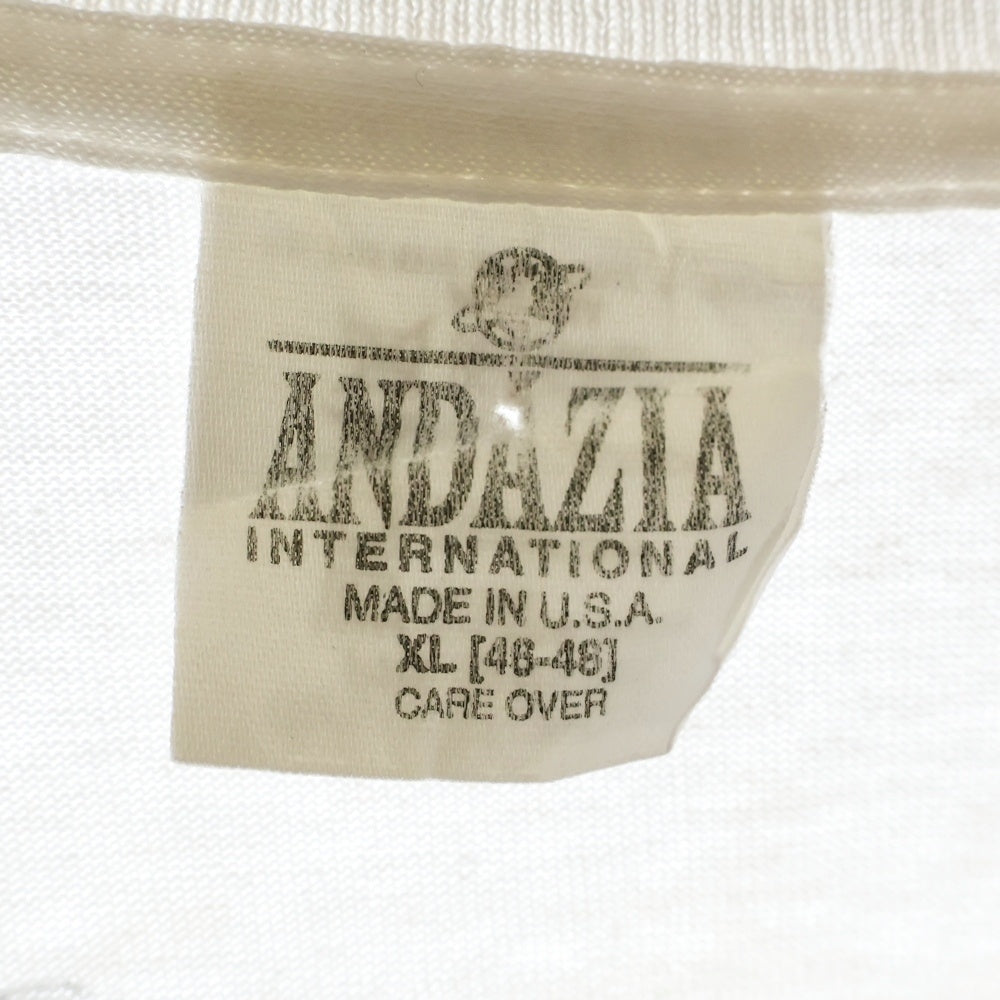 ANDAZIA
INTERNATIONAL
MADE IN U.S.A.
XL [46-48]
CARE OVER